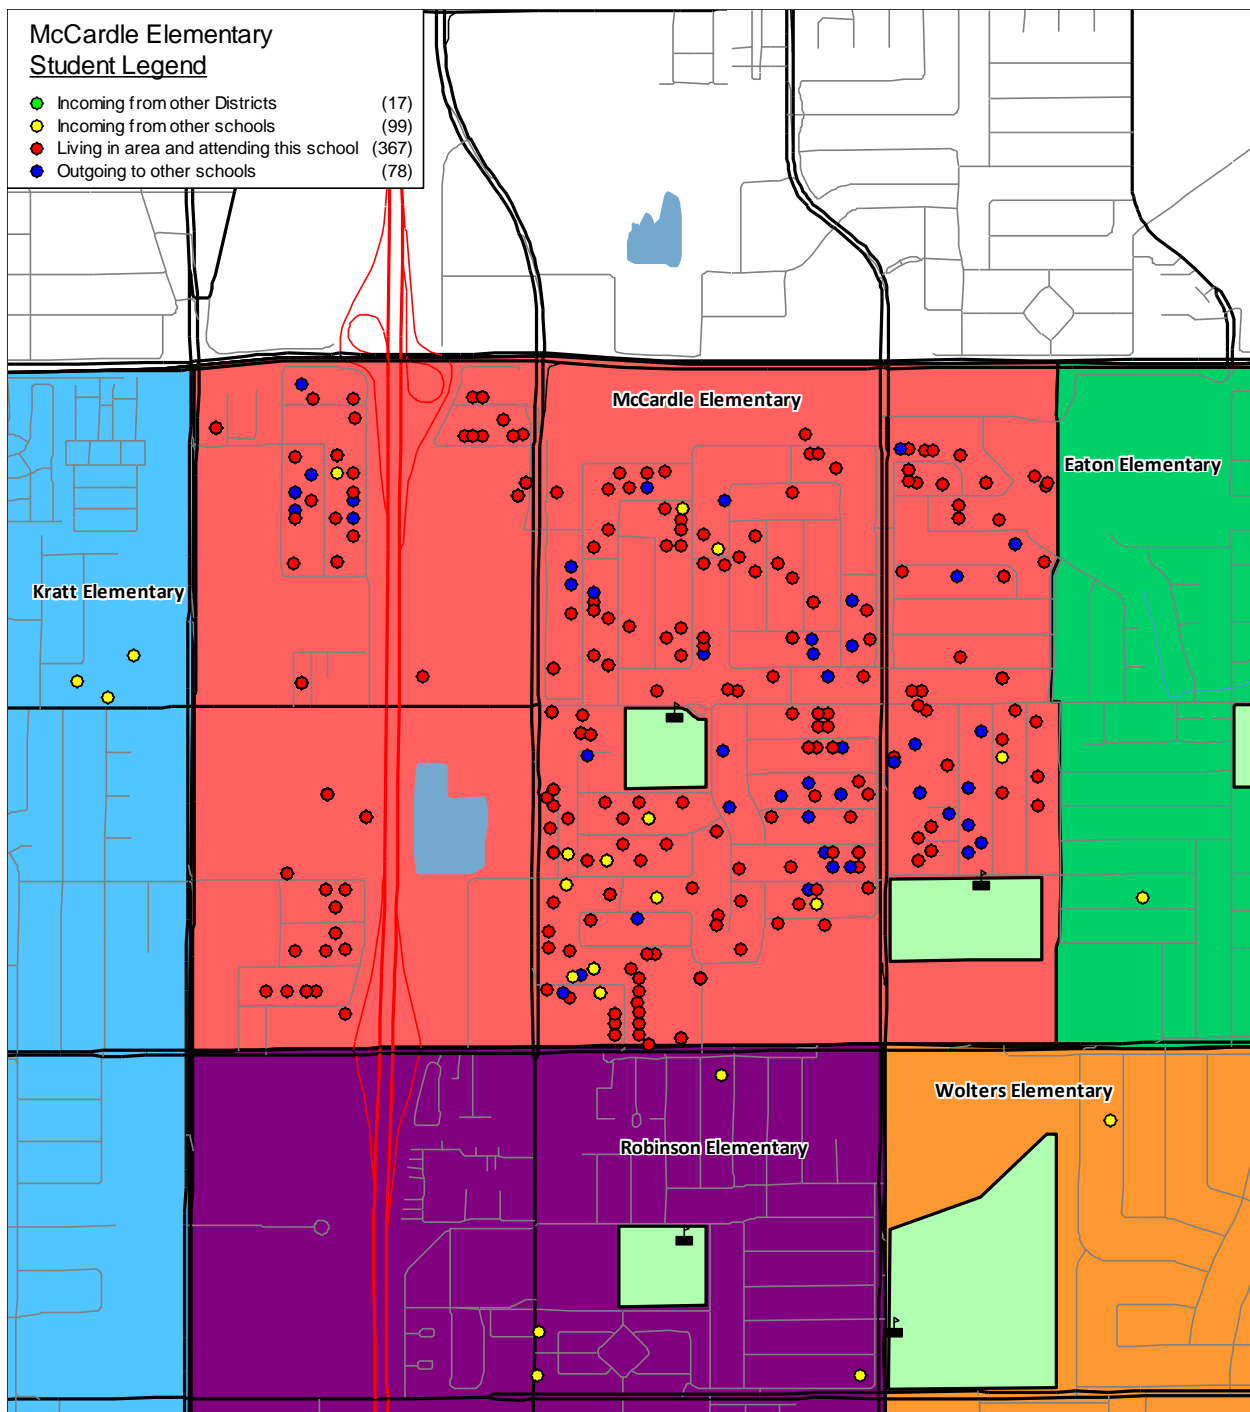 McCardle Elementary
Student Legend
Incoming from other Districts (17)
Incoming from other schools (99)
Living in area and attending this school (367)
Outgoing to other schools (78)
McCardle Elementary
Eaton Elementary
Kratt Elementary
Wolters Elementary
Robinson Elementary